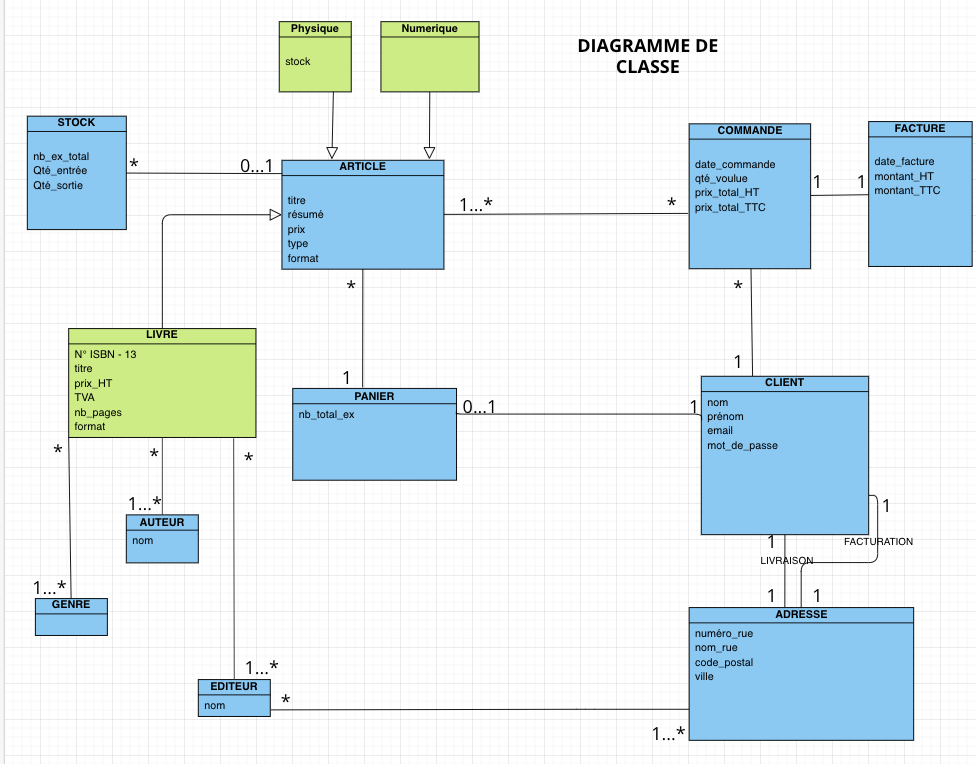 Physique
stock
Numerique
DIAGRAMME DE
CLASSE
STOCK
nb_ex_total
Qté_entrée
Qté_sortie
*
0...1
ARTICLE
titre
résumé
prix
type
format
1...*
*
COMMANDE
date_commande
qté_voulue
prix_total_HT
prix_total_TTC
1
1
FACTURE
date_facture
montant_HT
montant_TTC
*
1
*
1
LIVRE
N° ISBN - 13
titre
prix_HT
TVA
nb_pages
format
PANIER
nb_total_ex
0...1
1
CLIENT
nom
prénom
email
mot_de_passe
*
*
*
1...*
AUTEUR
nom
1...*
GENRE
1
1
FACTURATION
LIVRAISON
1
1
ADRESSE
numéro_rue
nom_rue
code_postal
ville
1...*
EDITEUR
nom
*
1...*